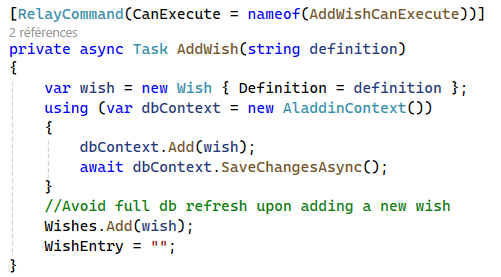 [RelayCommand(CanExecute = nameof(AddWishCanExecute))]
2 références
private async Task AddWish(string definition)
{
    var wish = new Wish { Definition = definition };
    using (var dbContext = new AladdinContext())
    {
        dbContext.Add(wish);
        await dbContext.SaveChangesAsync();
    }
    //Avoid full db refresh upon adding a new wish
    Wishes.Add(wish);
    WishEntry = "";
}